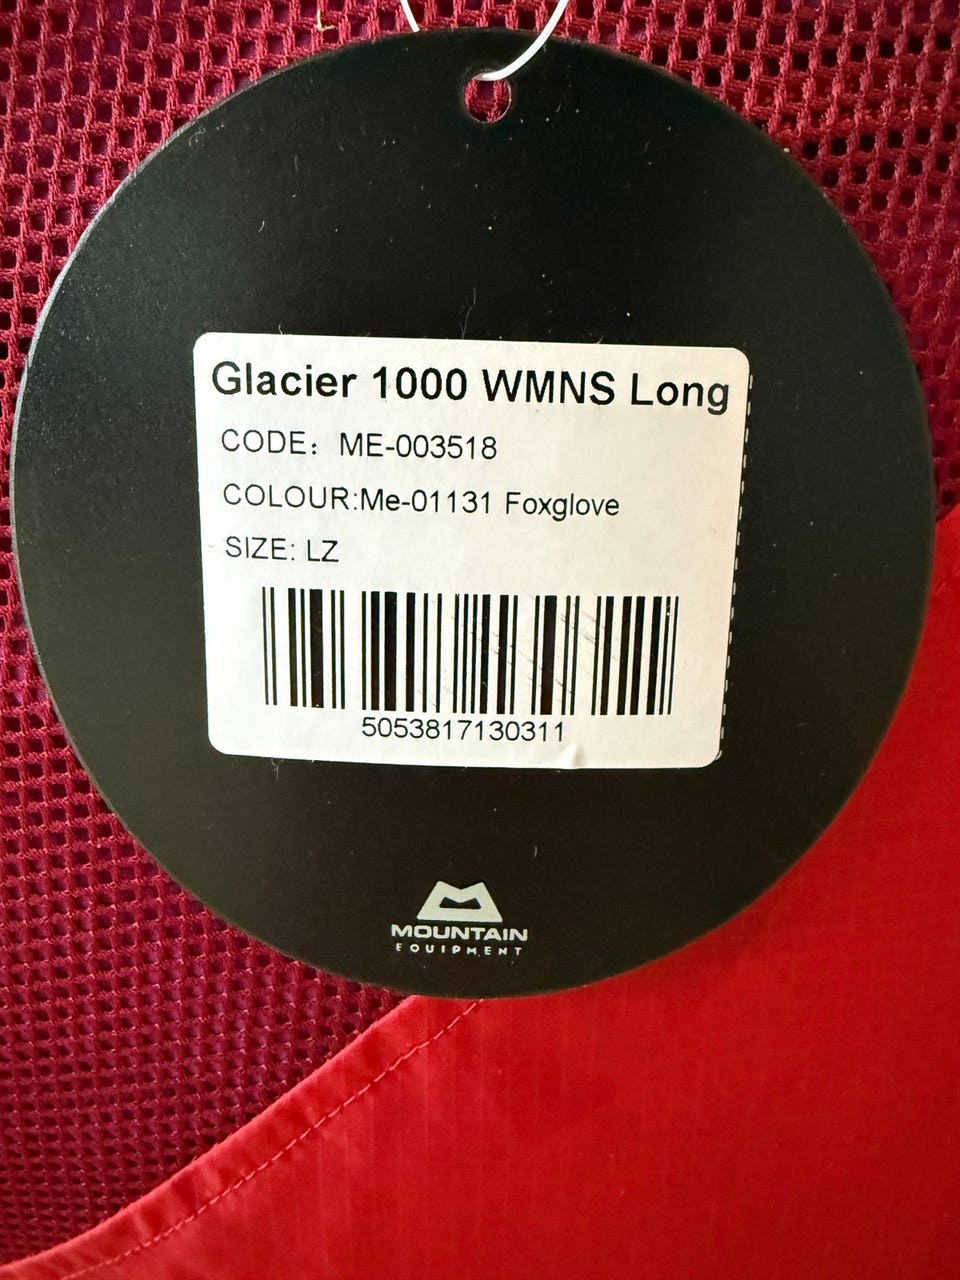 Glacier 1000 WMNS Long
CODE: ME-003518
COLOUR:Me-01131 Foxglove
SIZE: LZ
5053817130311
MOUNTAIN
EQUIPMENT